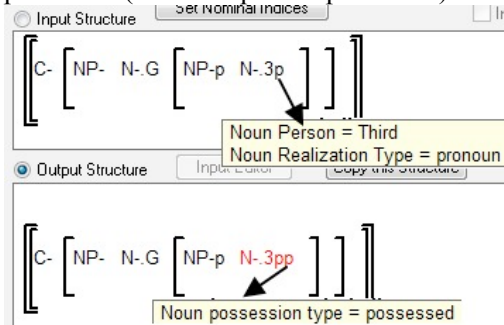 Input Structure Set Nominal Indices
C- NP- N-.G NP-p N-.3p
Noun Person = Third
Noun Realization Type = pronoun
Output Structure Input Editor Copy this Structure
C- NP- N-.G NP-p N-.3pp
Noun possession type = possessed